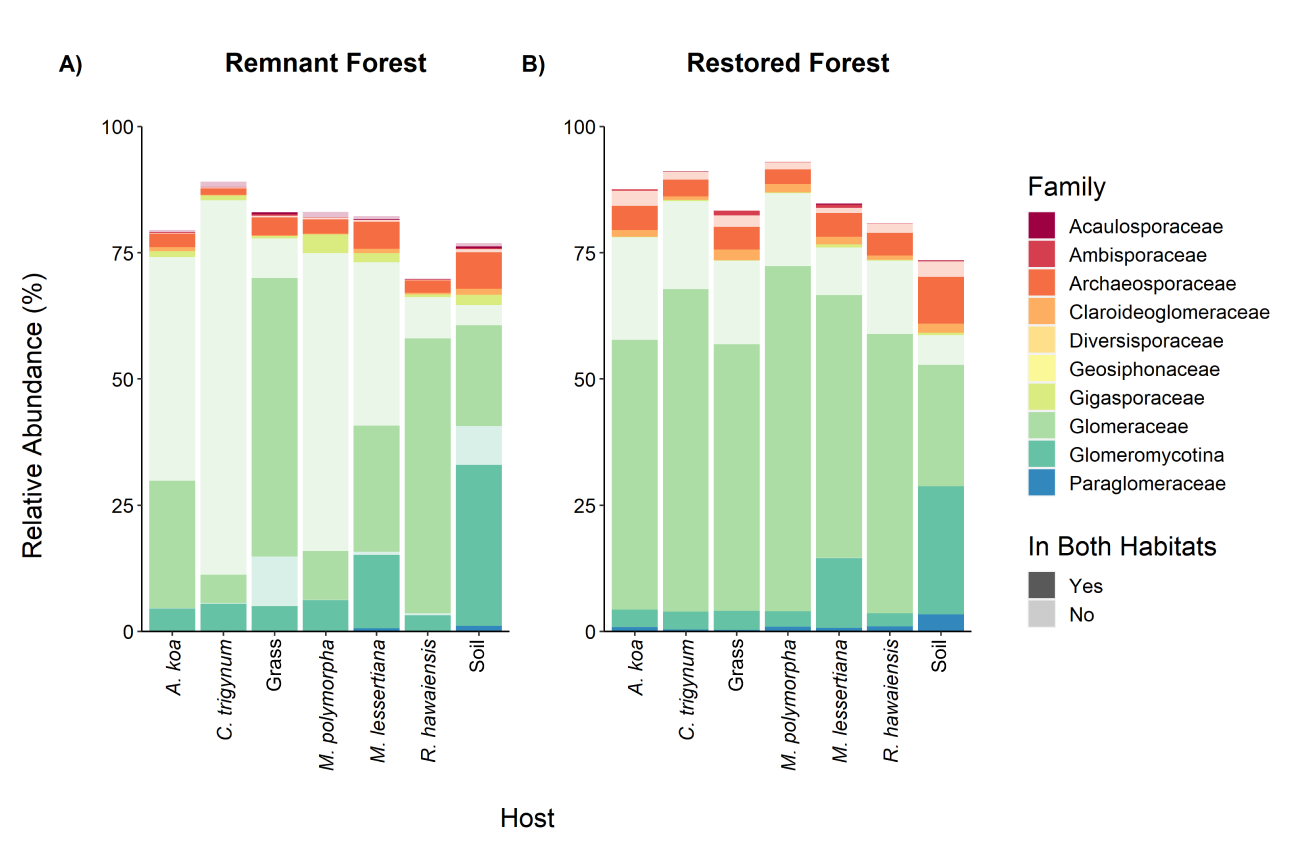 A) Remnant Forest
B) Restored Forest
Relative Abundance (%)
100
75
50
25
0
A. koa
C. trigynum
Grass
M. polymorpha
M. lessertiana
R. hawaiensis
Soil
100
75
50
25
0
A. koa
C. trigynum
Grass
M. polymorpha
M. lessertiana
R. hawaiensis
Soil
Host
Family
Acaulosporaceae
Ambisporaceae
Archaeosporaceae
Claroideoglomeraceae
Diversisporaceae
Geosiphonaceae
Gigasporaceae
Glomeraceae
Glomeromycotina
Paraglomeraceae
In Both Habitats
Yes
No